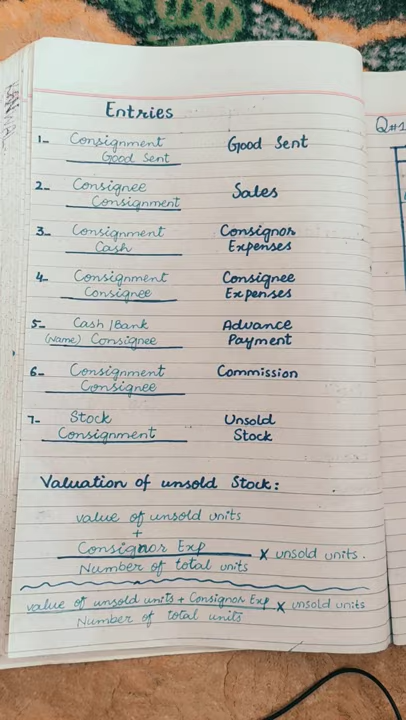 Entries
1- Consignment Good Sent
Good Sent
2- Consignee Sales
Consignment
3- Consignment Consignor
Cash Expenses
4- Consignment Consignee
Consignee Expenses
5- Cash/Bank Advance
(Name) Consignee Payment
6- Consignment Commission
Consignee
7- Stock Unsold
Consignment Stock
Valuation of unsold Stock:
value of unsold units
+
Consignor Exp × unsold units.
Number of total units
value of unsold units + Consignor Exp × unsold units
Number of total units
Q#1